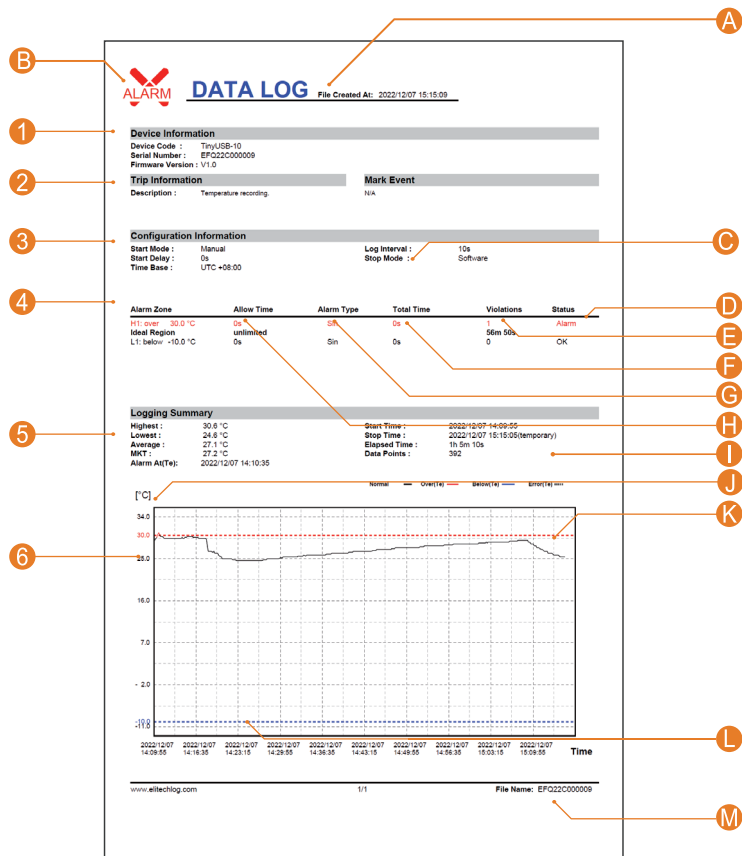 A
B
ALARM
DATA LOG File Created At: 2022/12/07 15:15:09
1
Device Information
Device Code : TinyUSB-10
Serial Number : EFQ22C000009
Firmware Version : V1.0
2
Trip Information Mark Event
Description : Temperature recording. N/A
3
Configuration Information
C
Start Mode : Manual Log Interval : 10s
Start Delay : 0s Stop Mode : Software
Time Base : UTC +08:00
4
Alarm Zone Allow Time Alarm Type Total Time Violations Status
D
H1: over 30.0 °C 0s Sin 0s 1 Alarm
Ideal Region unlimited 56m 50s
L1: below -10.0 °C 0s Sin 0s 0 OK
E
F
G
H
5
Logging Summary
Highest : 30.6 °C Start Time : 2022/12/07 14:09:55
Lowest : 24.6 °C Stop Time : 2022/12/07 15:15:05(temporary)
Average : 27.1 °C Elapsed Time : 1h 5m 10s
MKT : 27.2 °C Data Points : 392
Alarm At(Te): 2022/12/07 14:10:35
I
J
Normal Over(Te) Below(Te) Error(Te)
[°C]
K
34.0
30.0
6
25.0
16.0
7.0
- 2.0
-10.0
-11.0
L
2022/12/07 2022/12/07 2022/12/07 2022/12/07 2022/12/07 2022/12/07 2022/12/07 2022/12/07 2022/12/07 2022/12/07
14:09:55 14:16:35 14:23:15 14:29:55 14:36:35 14:43:15 14:49:55 14:56:35 15:03:15 15:09:55 Time
www.elitechlog.com 1/1 File Name: EFQ22C000009
M